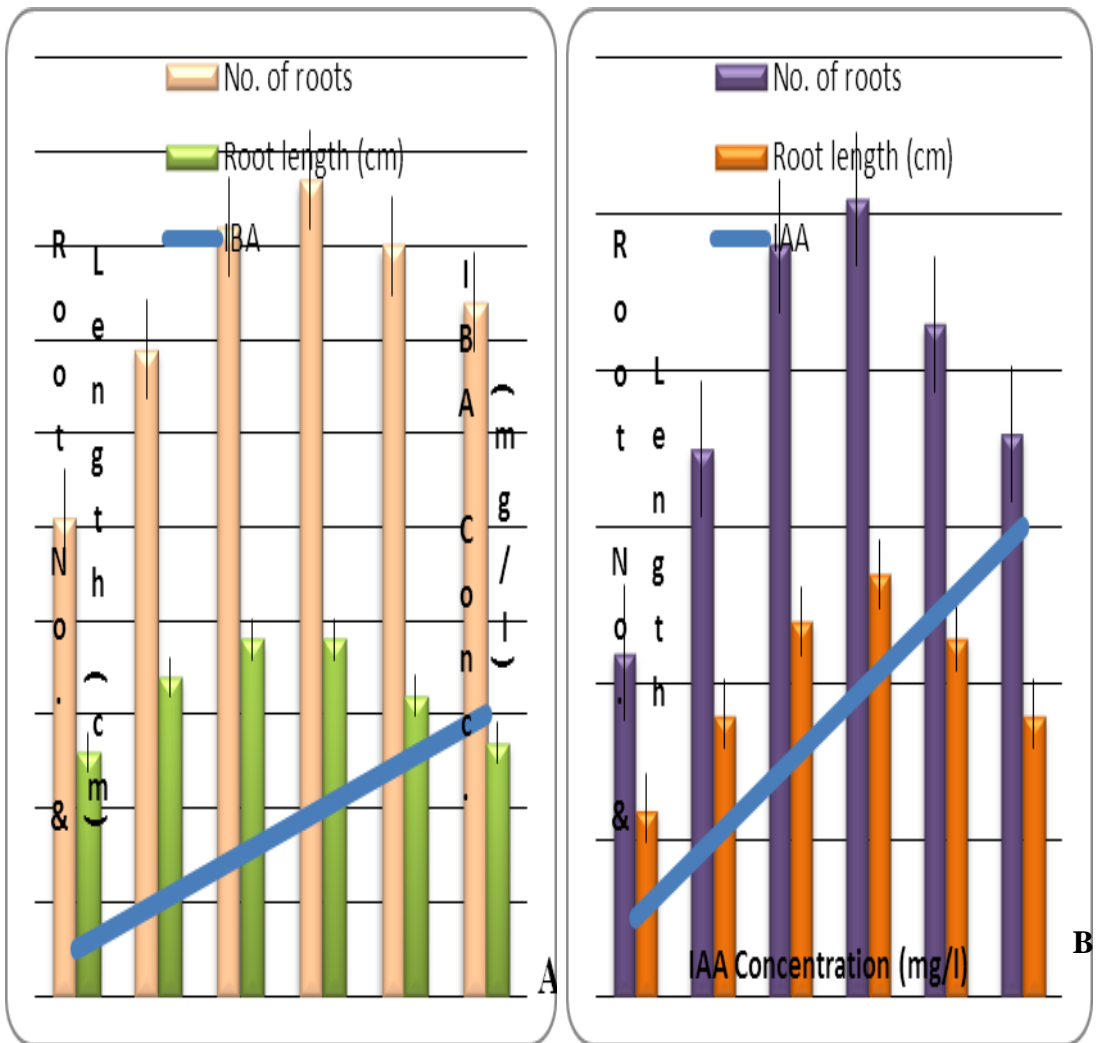 No. of roots
Root length (cm)
IBA
Root No. &
Length (cm)
IBA Conc.
(mg/l)
A
No. of roots
Root length (cm)
IAA
Root No. &
Length
IAA Concentration (mg/l)
B